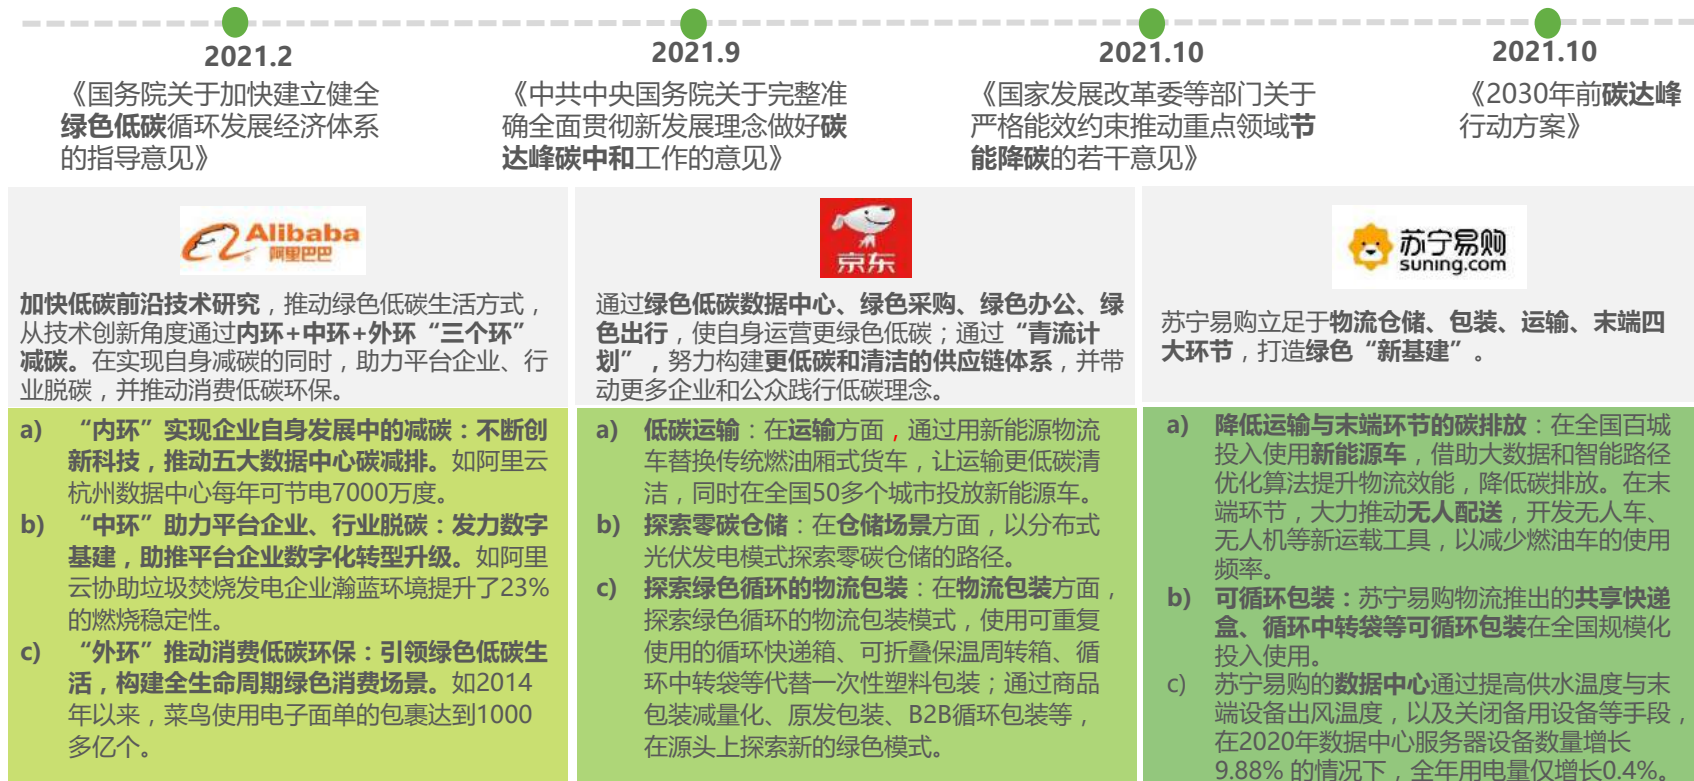 2021.2
《国务院关于加快建立健全
绿色低碳循环发展经济体系
的指导意见》
2021.9
《中共中央国务院关于完整准
确全面贯彻新发展理念做好碳
达峰碳中和工作的意见》
2021.10
《国家发展改革委等部门关于
严格能效约束推动重点领域节
能降碳的若干意见》
2021.10
《2030年前碳达峰
行动方案》
Alibaba
阿里巴巴
加快低碳前沿技术研究，推动绿色低碳生活方式，
从技术创新角度通过内环+中环+外环“三个环”
减碳。在实现自身减碳的同时，助力平台企业、行
业脱碳，并推动消费低碳环保。
a) “内环”实现企业自身发展中的减碳：不断创
新科技，推动五大数据中心碳减排。如阿里云
杭州数据中心每年可节电7000万度。
b) “中环”助力平台企业、行业脱碳：发力数字
基建，助推平台企业数字化转型升级。如阿里
云协助垃圾焚烧发电企业瀚蓝环境提升了23%
的燃烧稳定性。
c) “外环”推动消费低碳环保：引领绿色低碳生
活，构建全生命周期绿色消费场景。如2014
年以来，菜鸟使用电子面单的包裹达到1000
多亿个。
京东
通过绿色低碳数据中心、绿色采购、绿色办公、绿
色出行，使自身运营更绿色低碳；通过“青流计
划”，努力构建更低碳和清洁的供应链体系，并带
动更多企业和公众践行低碳理念。
a) 低碳运输：在运输方面，通过用新能源物流
车替换传统燃油厢式货车，让运输更低碳清
洁，同时在全国50多个城市投放新能源车。
b) 探索零碳仓储：在仓储场景方面，以分布式
光伏发电模式探索零碳仓储的路径。
c) 探索绿色循环的物流包装：在物流包装方面，
探索绿色循环的物流包装模式，使用可重复
使用的循环快递箱、可折叠保温周转箱、循
环中转袋等代替一次性塑料包装；通过商品
包装减量化、原发包装、B2B循环包装等，
在源头上探索新的绿色模式。
苏宁易购
suning.com
苏宁易购立足于物流仓储、包装、运输、末端四
大环节，打造绿色“新基建”。
a) 降低运输与末端环节的碳排放：在全国百城
投入使用新能源车，借助大数据和智能路径
优化算法提升物流效能，降低碳排放。在末
端环节，大力推动无人配送，开发无人车、
无人机等新运载工具，以减少燃油车的使用
频率。
b) 可循环包装：苏宁易购物流推出的共享快递
盒、循环中转袋等可循环包装在全国规模化
投入使用。
c) 苏宁易购的数据中心通过提高供水温度与末
端设备出风温度，以及关闭备用设备等手段，
在2020年数据中心服务器设备数量增长
9.88% 的情况下，全年用电量仅增长0.4%。